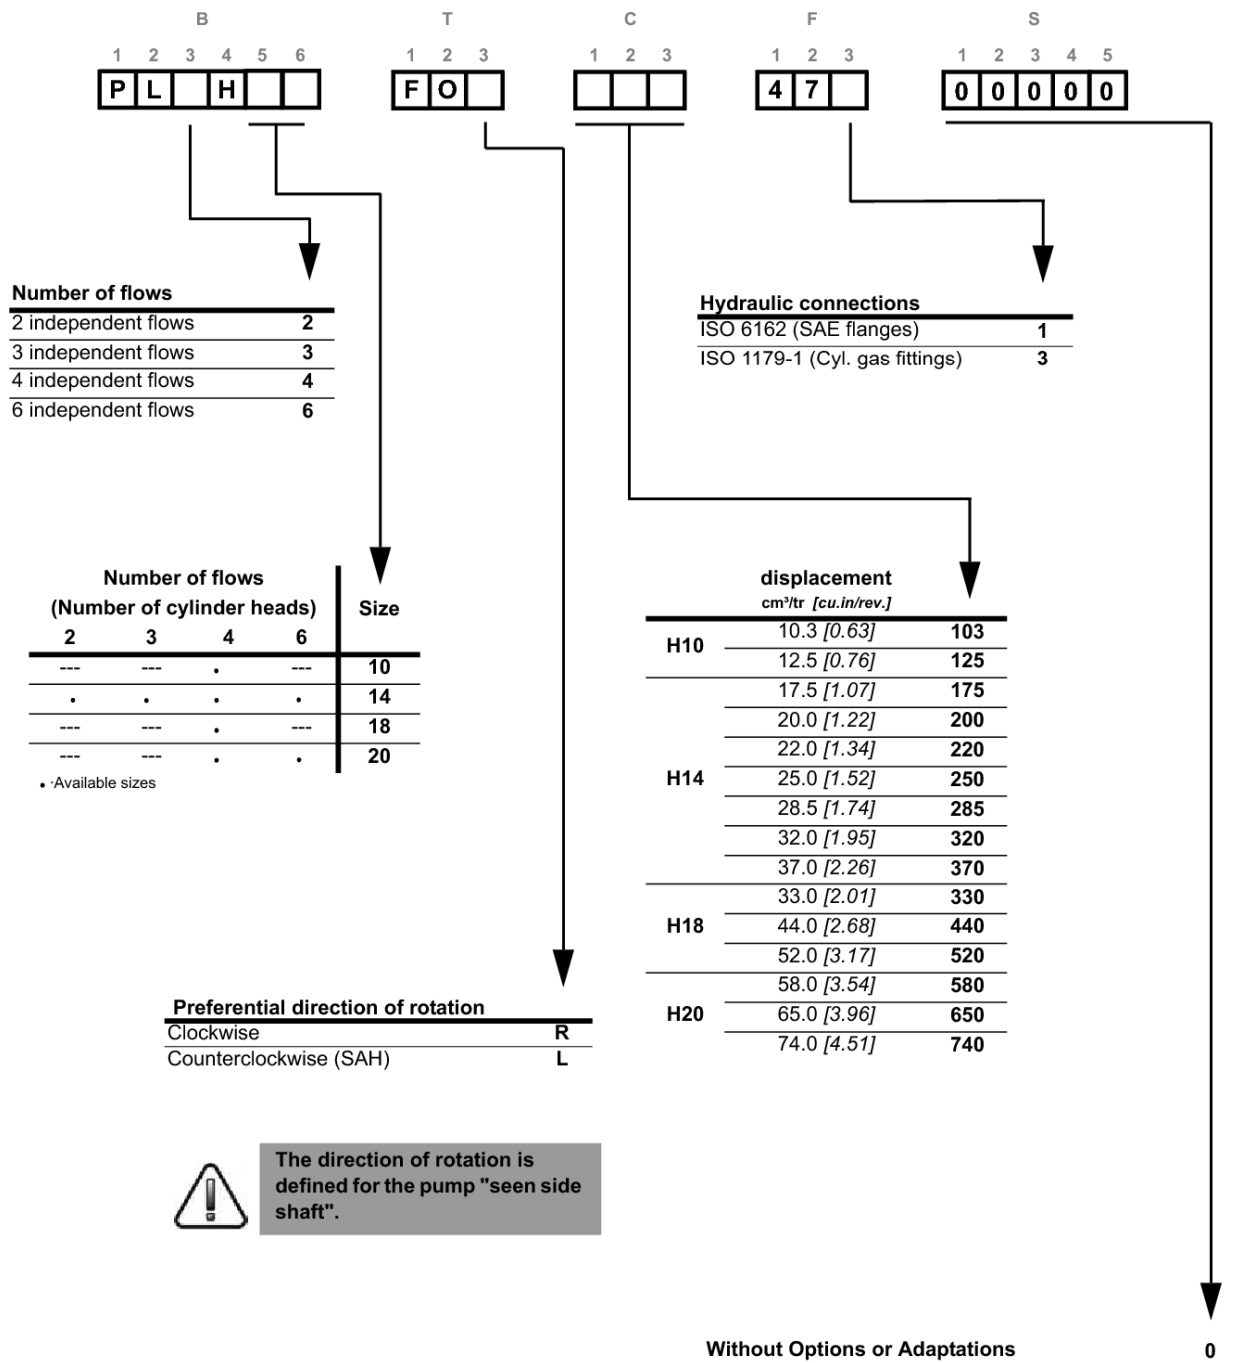 B T C F S
1 2 3 4 5 6 1 2 3 1 2 3 1 2 3 1 2 3 4 5
P L H F O 4 7 0 0 0 0 0
Number of flows
2 independent flows 2
3 independent flows 3
4 independent flows 4
6 independent flows 6
Hydraulic connections
ISO 6162 (SAE flanges) 1
ISO 1179-1 (Cyl. gas fittings) 3
Number of flows
(Number of cylinder heads) Size
2 3 4 6
--- --- • --- 10
• • • • 14
--- --- • --- 18
--- --- • • 20
• ·Available sizes
displacement
cm³/tr [cu.in/rev.]
H10
10.3 [0.63] 103
12.5 [0.76] 125
H14
17.5 [1.07] 175
20.0 [1.22] 200
22.0 [1.34] 220
25.0 [1.52] 250
28.5 [1.74] 285
32.0 [1.95] 320
37.0 [2.26] 370
H18
33.0 [2.01] 330
44.0 [2.68] 440
52.0 [3.17] 520
H20
58.0 [3.54] 580
65.0 [3.96] 650
74.0 [4.51] 740
Preferential direction of rotation
Clockwise R
Counterclockwise (SAH) L
The direction of rotation is
defined for the pump "seen side
shaft".
Without Options or Adaptations 0